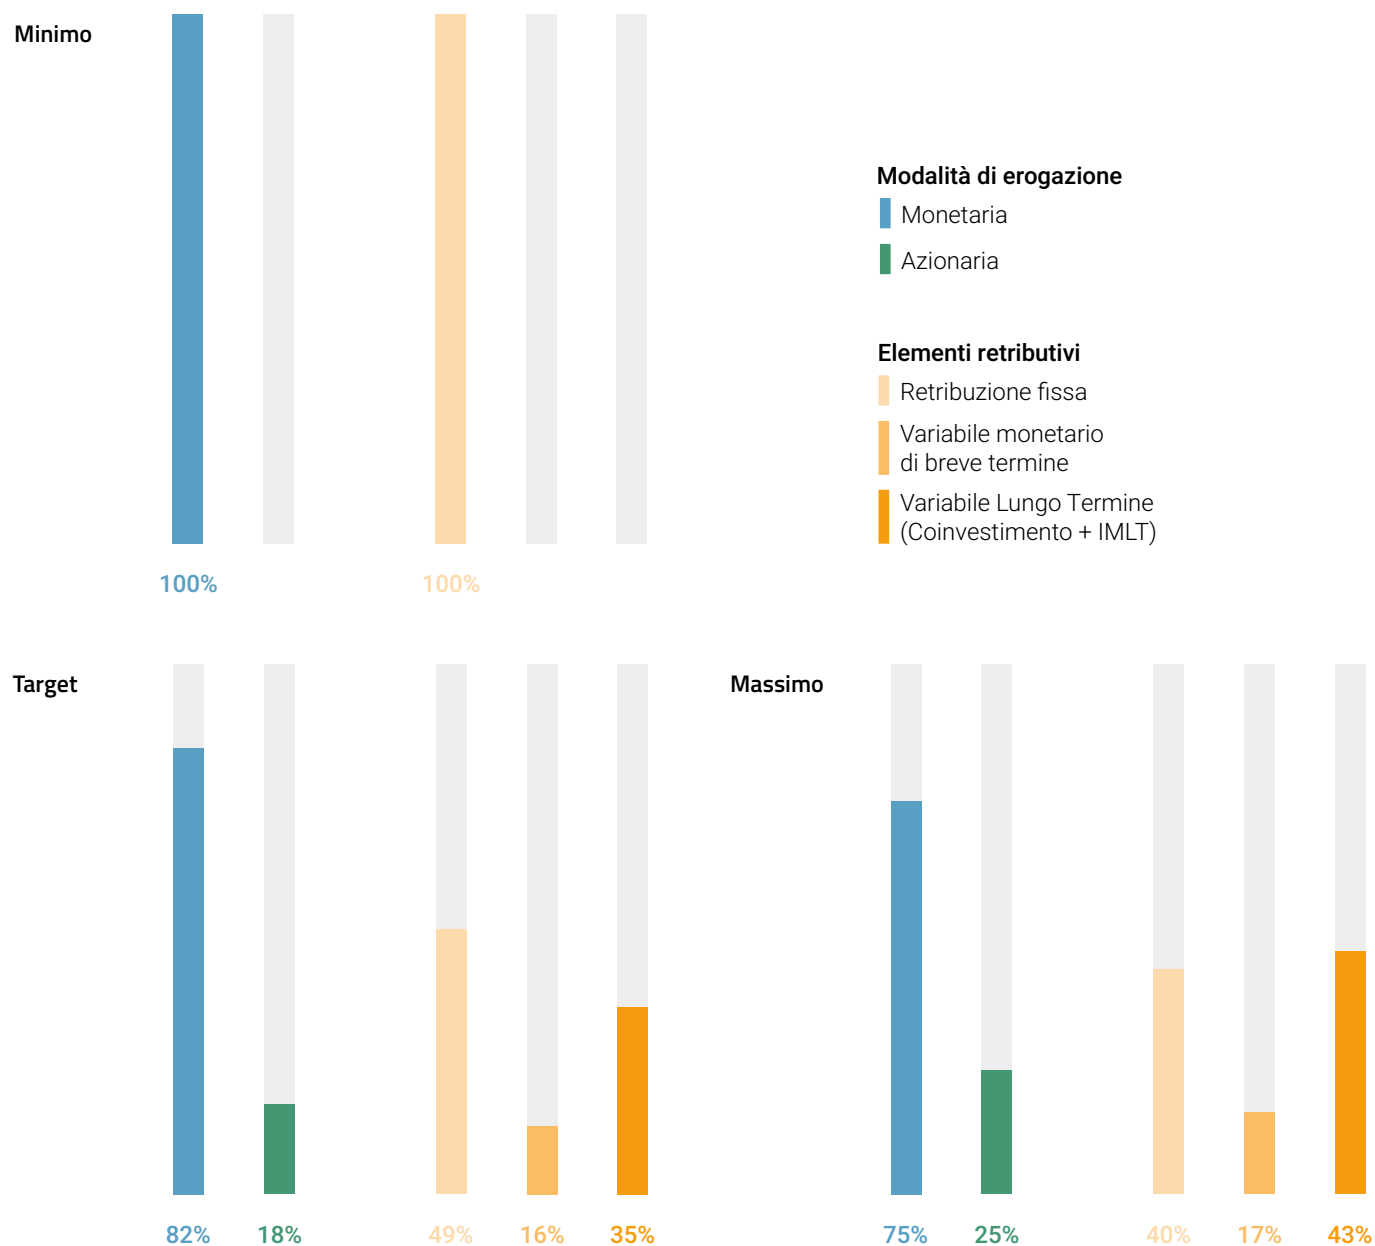 Minimo
100%
100%
Modalità di erogazione
Monetaria
Azionaria
Elementi retributivi
Retribuzione fissa
Variabile monetario
di breve termine
Variabile Lungo Termine
(Coinvestimento + IMLT)
Target
82%
18%
49%
16%
35%
Massimo
75%
25%
40%
17%
43%